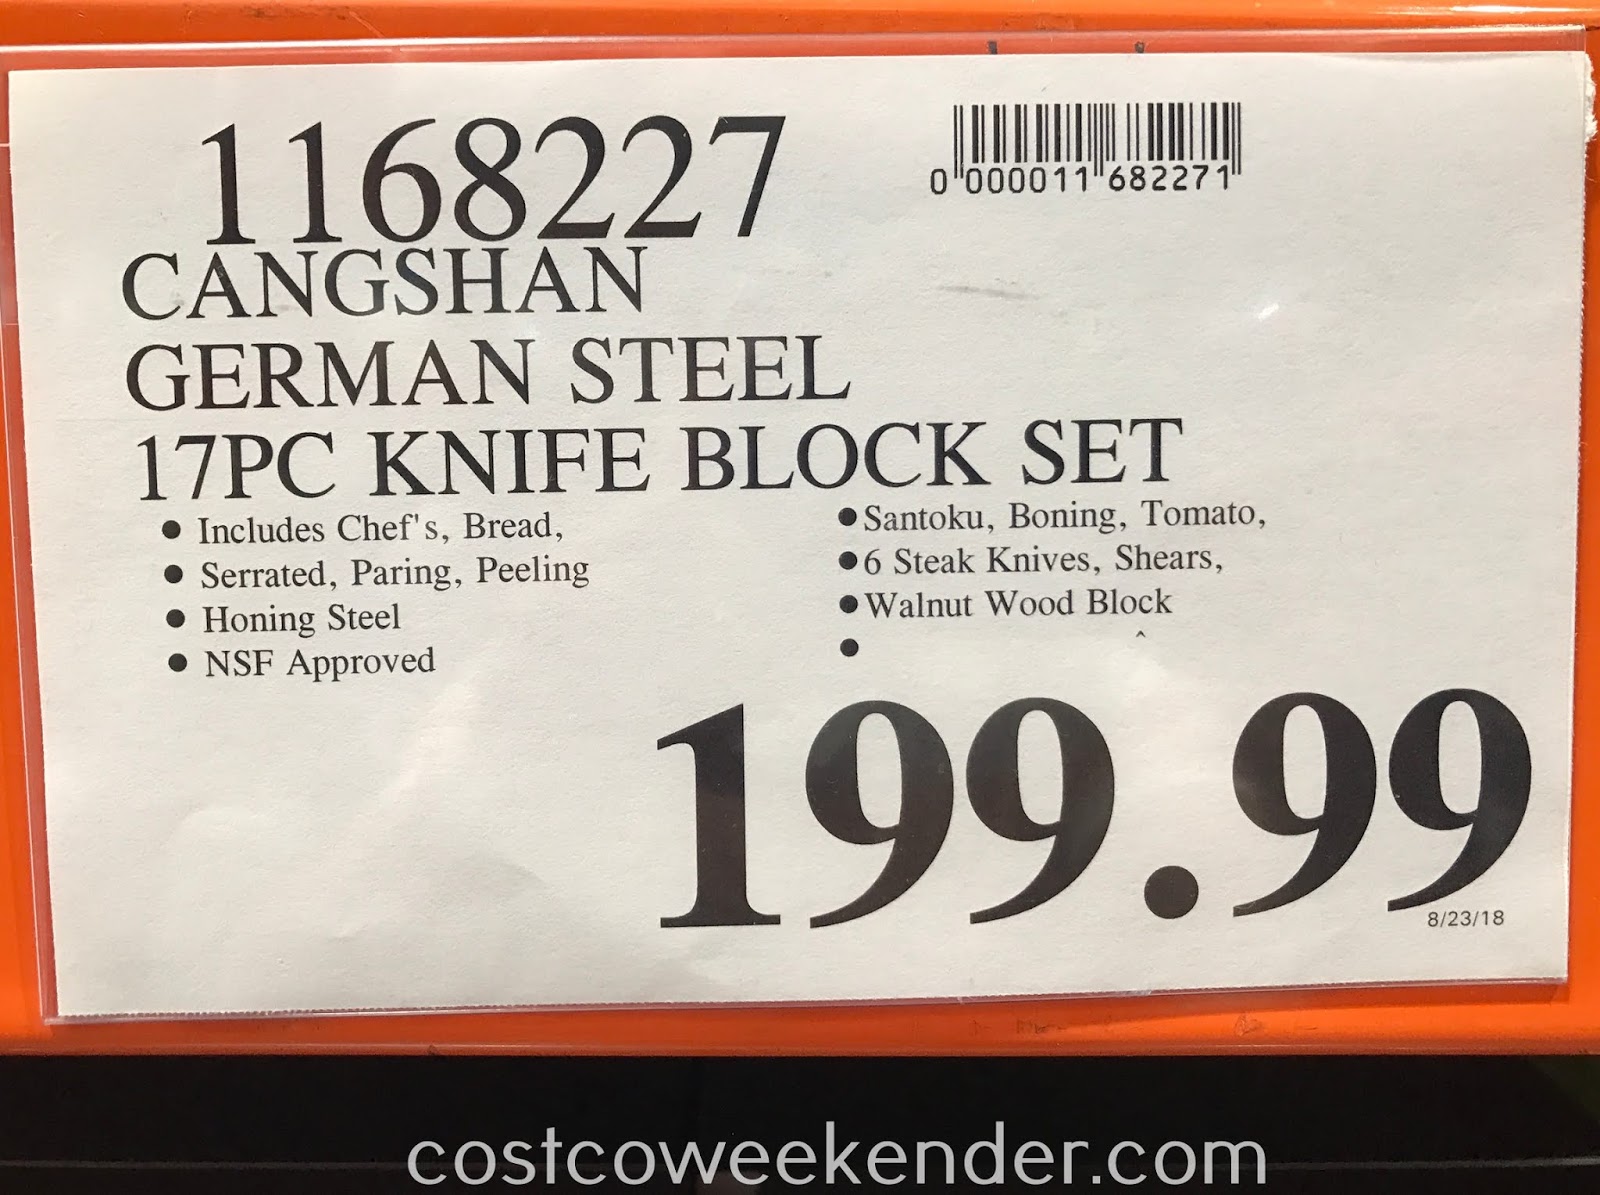 1168227
0 000011 682271
CANGSHAN
GERMAN STEEL
17PC KNIFE BLOCK SET
● Includes Chef's, Bread,
● Serrated, Paring, Peeling
● Honing Steel
● NSF Approved
● Santoku, Boning, Tomato,
● 6 Steak Knives, Shears,
● Walnut Wood Block
●
^
199.99
8/23/18
costcoweekender.com